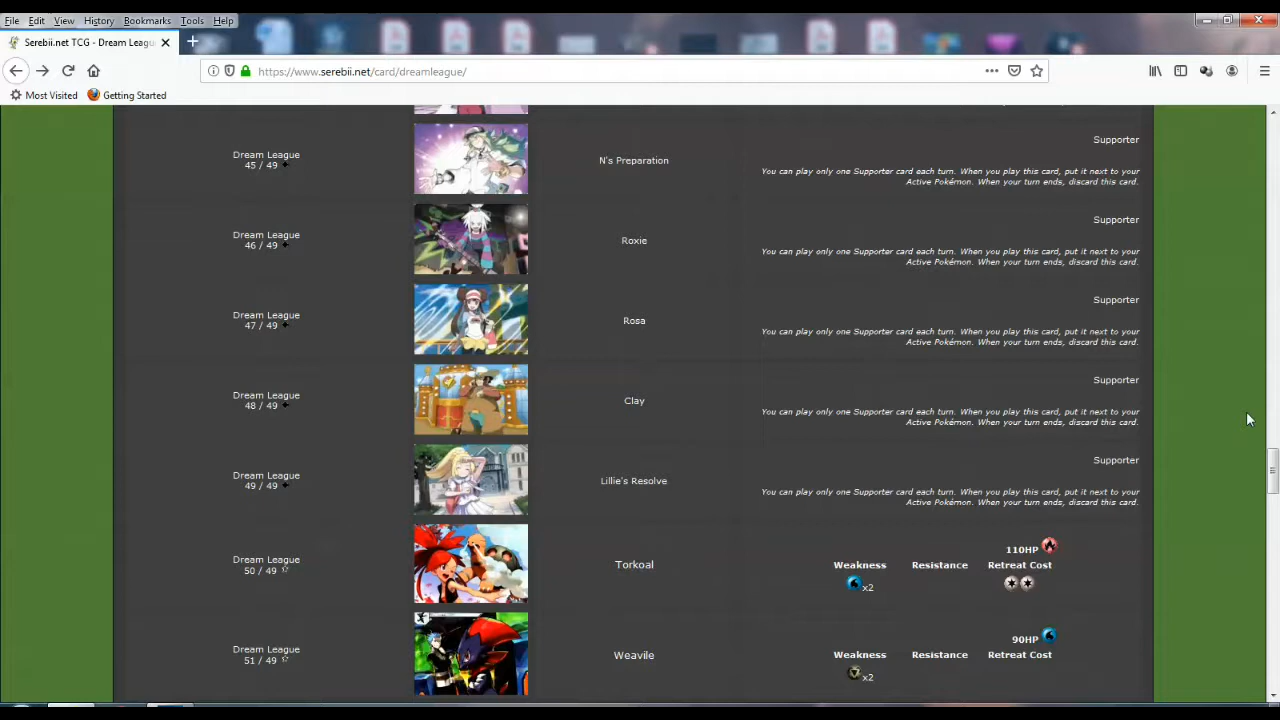 File Edit View History Bookmarks Tools Help
Serebii.net TCG - Dream Leagu
https://www.serebii.net/card/dreamleague/
Most Visited Getting Started
Dream League
45 / 49
N's Preparation
Supporter
You can play only one Supporter card each turn. When you play this card, put it next to your
Active Pokémon. When your turn ends, discard this card.
Dream League
46 / 49
Roxie
Supporter
You can play only one Supporter card each turn. When you play this card, put it next to your
Active Pokémon. When your turn ends, discard this card.
Dream League
47 / 49
Rosa
Supporter
You can play only one Supporter card each turn. When you play this card, put it next to your
Active Pokémon. When your turn ends, discard this card.
Dream League
48 / 49
Clay
Supporter
You can play only one Supporter card each turn. When you play this card, put it next to your
Active Pokémon. When your turn ends, discard this card.
Dream League
49 / 49
Lillie's Resolve
Supporter
You can play only one Supporter card each turn. When you play this card, put it next to your
Active Pokémon. When your turn ends, discard this card.
Dream League
50 / 49
Torkoal
110HP
Weakness Resistance Retreat Cost
x2
Dream League
51 / 49
Weavile
90HP
Weakness Resistance Retreat Cost
x2